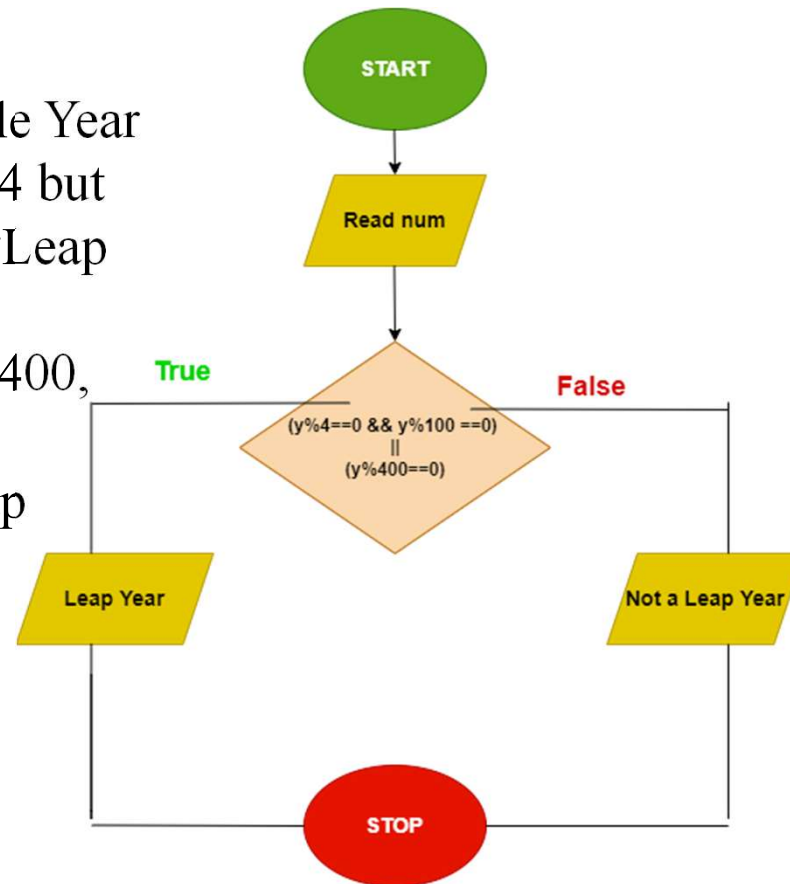 START
le Year
4 but
Leap
400,
p
Read num
True
False
(y%4==0 && y%100 ==0)
||
(y%400==0)
Leap Year
Not a Leap Year
STOP